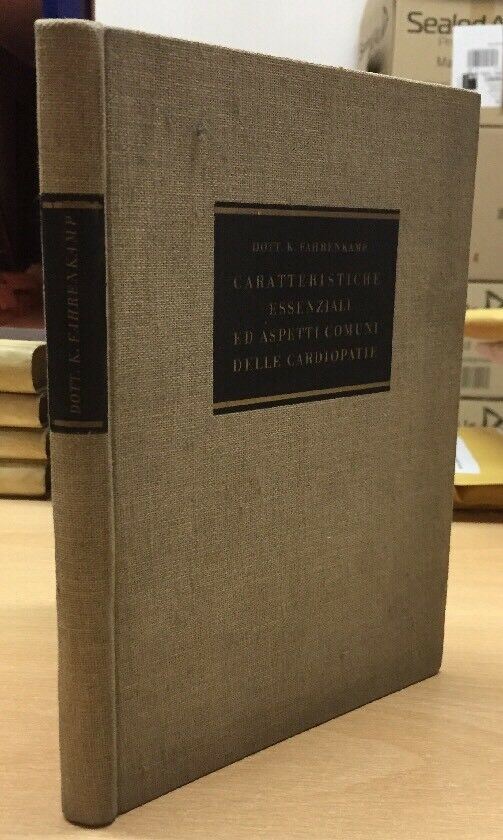 DOTT. K. FAHRENKAMP
CARATTERISTICHE
ESSENZIALI
ED ASPETTI COMUNI
DELLE CARDIOPATIE
DOTT. K. FAHRENKAMP
Sealed A